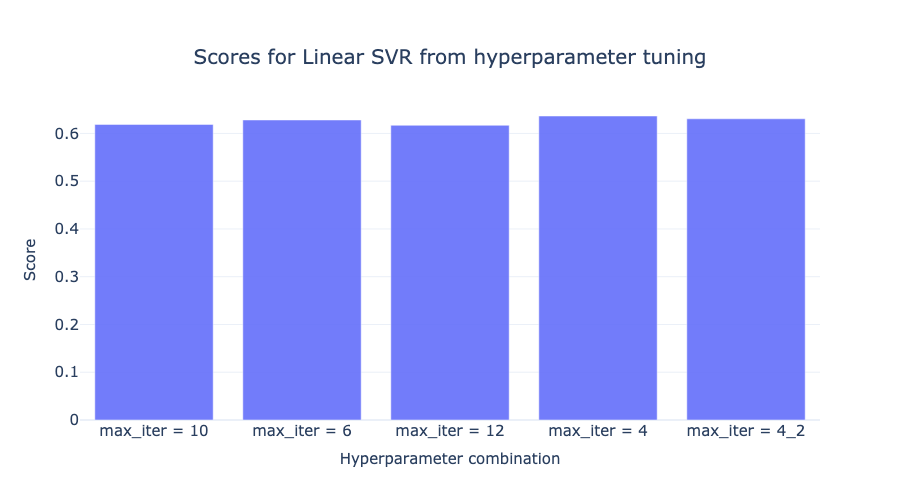 Scores for Linear SVR from hyperparameter tuning
0.6
0.5
0.4
0.3
0.2
0.1
0
Score
max_iter = 10
max_iter = 6
max_iter = 12
max_iter = 4
max_iter = 4_2
Hyperparameter combination